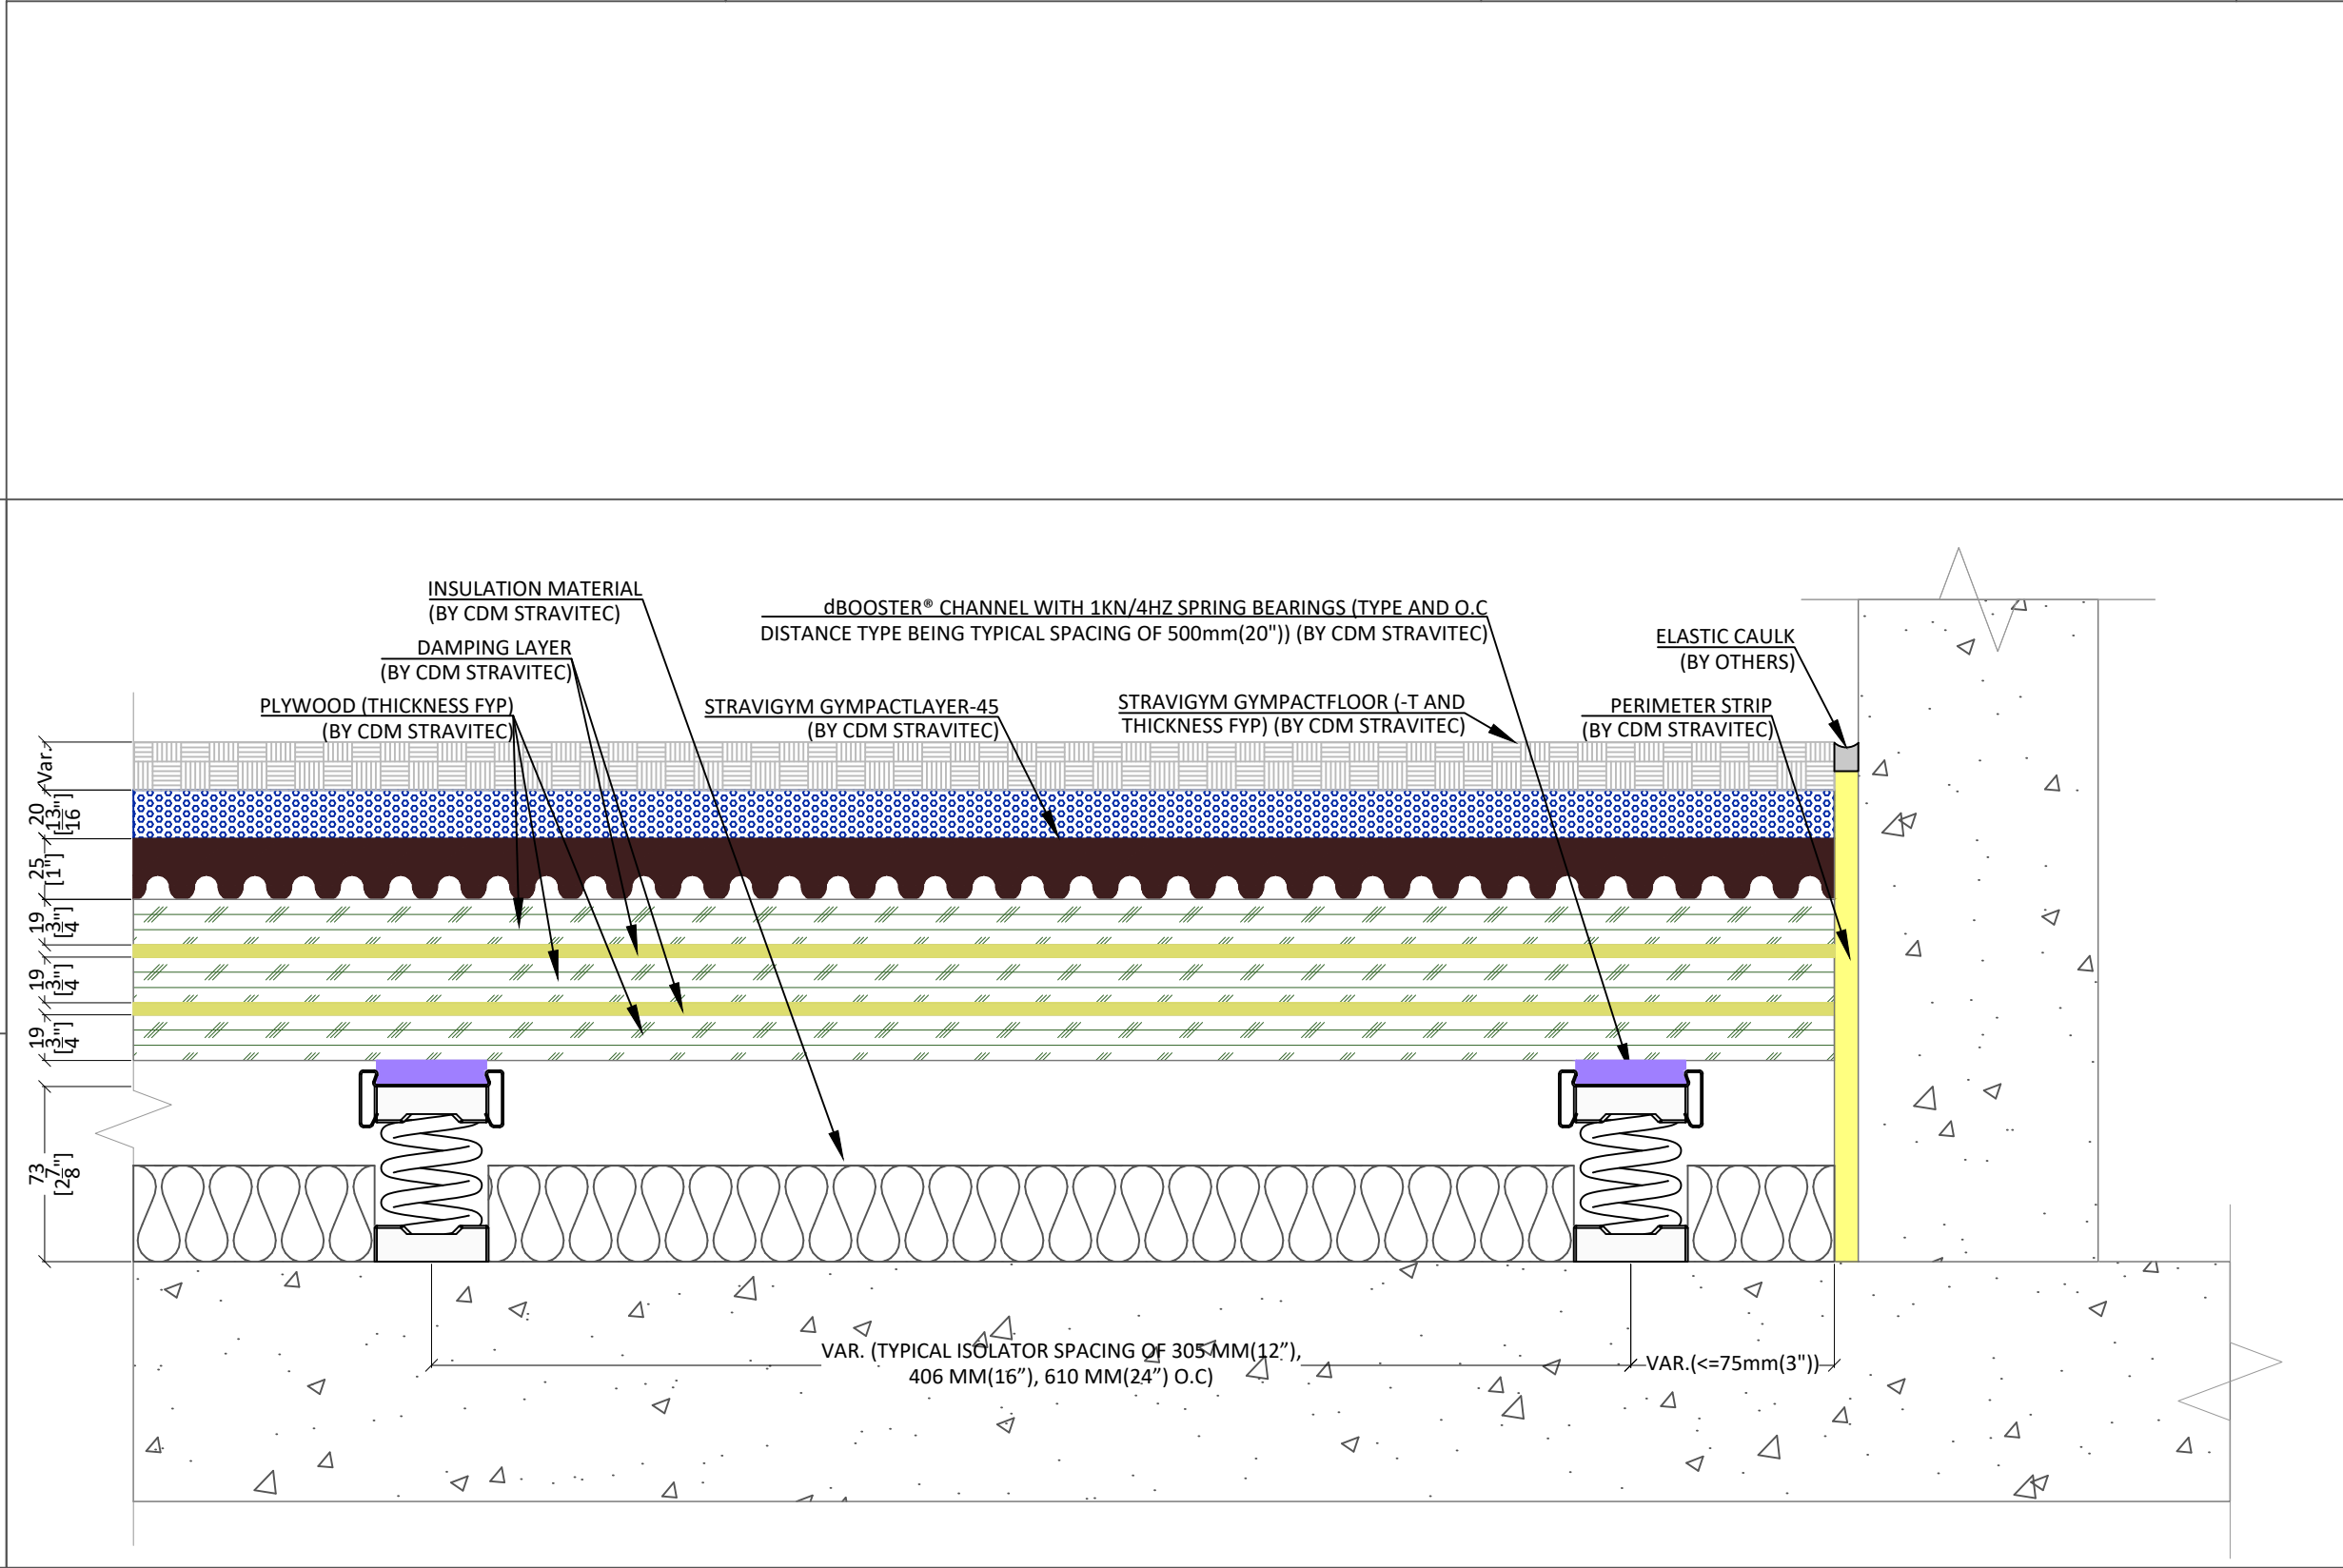 INSULATION MATERIAL
(BY CDM STRAVITEC)
DAMPING LAYER
(BY CDM STRAVITEC)
PLYWOOD (THICKNESS FYP)
(BY CDM STRAVITEC)
STRAVIGYM GYMPACTLAYER-45
(BY CDM STRAVITEC)
dBOOSTER® CHANNEL WITH 1KN/4HZ SPRING BEARINGS (TYPE AND O.C
DISTANCE TYPE BEING TYPICAL SPACING OF 500mm(20")) (BY CDM STRAVITEC)
STRAVIGYM GYMPACTFLOOR (-T AND
THICKNESS FYP) (BY CDM STRAVITEC)
ELASTIC CAULK
(BY OTHERS)
PERIMETER STRIP
(BY CDM STRAVITEC)
Var.
20
[13/16"]
25
[1"]
19
[3/4"]
19
[3/4"]
19
[3/4"]
73
[2 7/8"]
VAR. (TYPICAL ISOLATOR SPACING OF 305 MM(12”),
406 MM(16”), 610 MM(24”) O.C)
VAR.(<=75mm(3"))